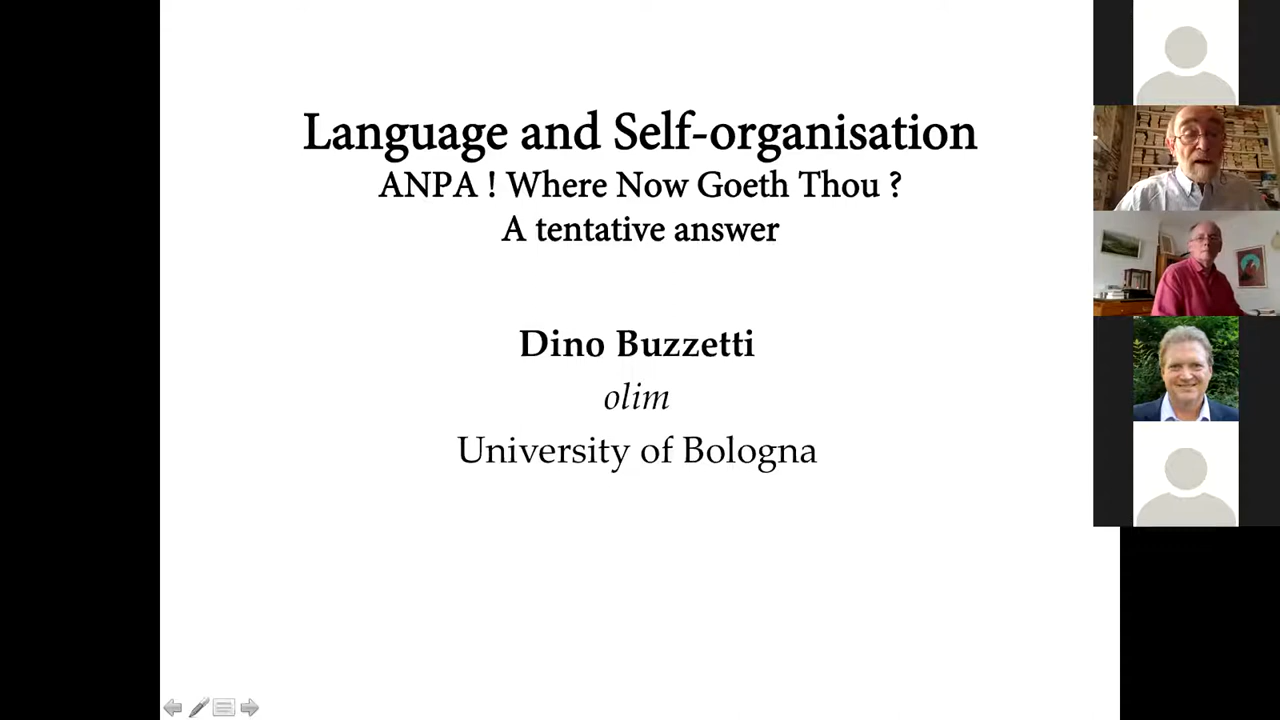 Language and Self-organisation
ANPA ! Where Now Goeth Thou ?
A tentative answer
Dino Buzzetti
olim
University of Bologna